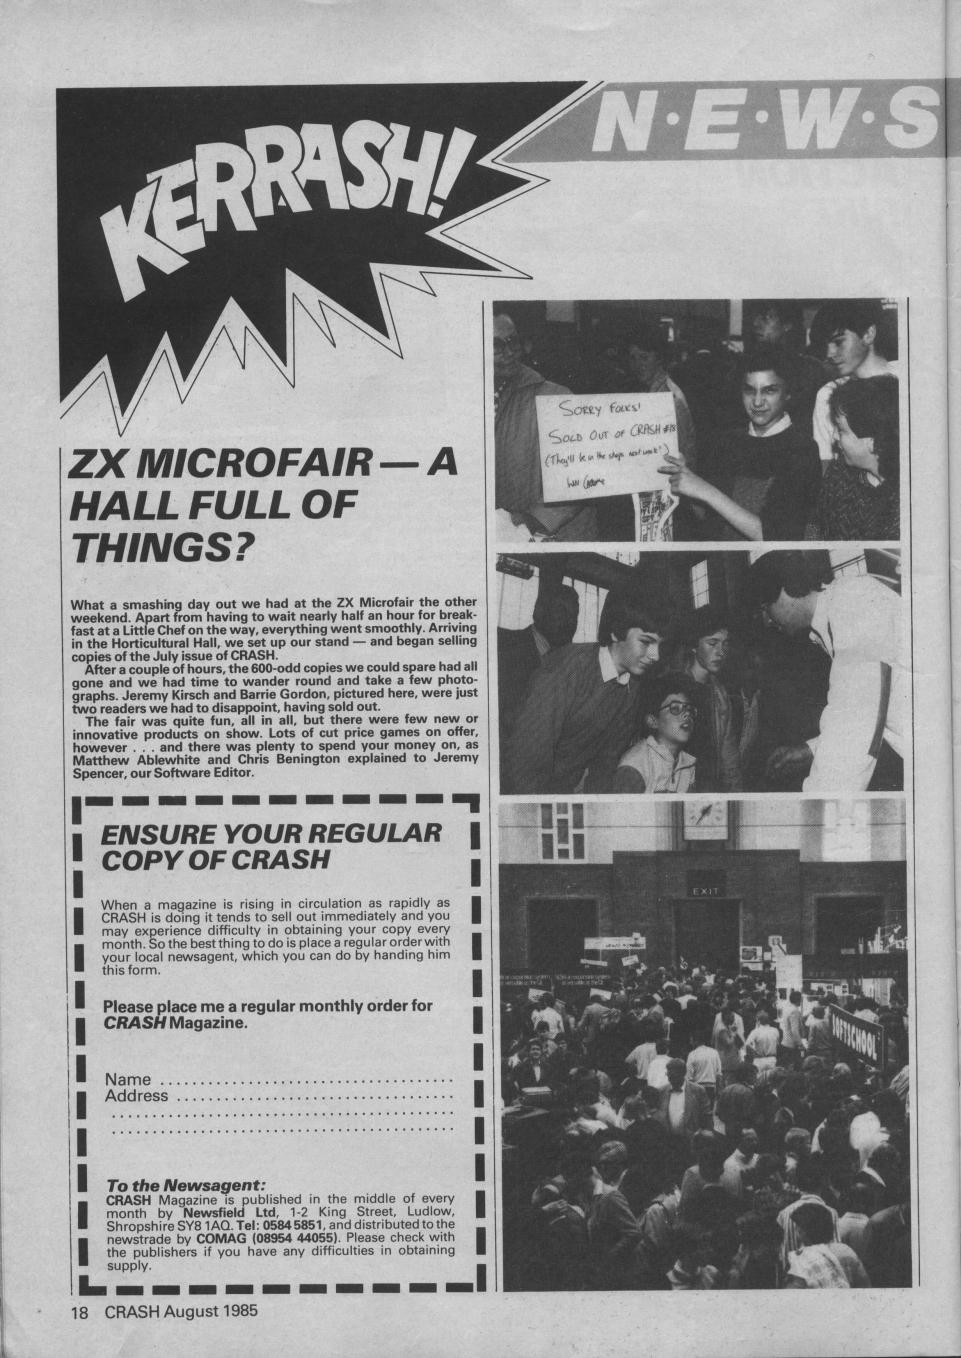 N·E·W·S
KERRASH!
ZX MICROFAIR — A
HALL FULL OF
THINGS?
What a smashing day out we had at the ZX Microfair the other
weekend. Apart from having to wait nearly half an hour for break-
fast at a Little Chef on the way, everything went smoothly. Arriving
in the Horticultural Hall, we set up our stand — and began selling
copies of the July issue of CRASH.
After a couple of hours, the 600-odd copies we could spare had all
gone and we had time to wander round and take a few photo-
graphs. Jeremy Kirsch and Barrie Gordon, pictured here, were just
two readers we had to disappoint, having sold out.
The fair was quite fun, all in all, but there were few new or
innovative products on show. Lots of cut price games on offer,
however . . . and there was plenty to spend your money on, as
Matthew Ablewhite and Chris Benington explained to Jeremy
Spencer, our Software Editor.
ENSURE YOUR REGULAR
COPY OF CRASH
When a magazine is rising in circulation as rapidly as
CRASH is doing it tends to sell out immediately and you
may experience difficulty in obtaining your copy every
month. So the best thing to do is place a regular order with
your local newsagent, which you can do by handing him
this form.
Please place me a regular monthly order for
CRASH Magazine.
Name ....................................
Address ..................................
..........................................
..........................................
To the Newsagent:
CRASH Magazine is published in the middle of every
month by Newsfield Ltd, 1-2 King Street, Ludlow,
Shropshire SY8 1AQ. Tel: 0584 5851, and distributed to the
newstrade by COMAG (08954 44055). Please check with
the publishers if you have any difficulties in obtaining
supply.
SORRY FOLKS!
SOLD OUT OF CRASH #18
(They'll be in the shops next week!)
EXIT
SOFTSCHOOL
18 CRASH August 1985